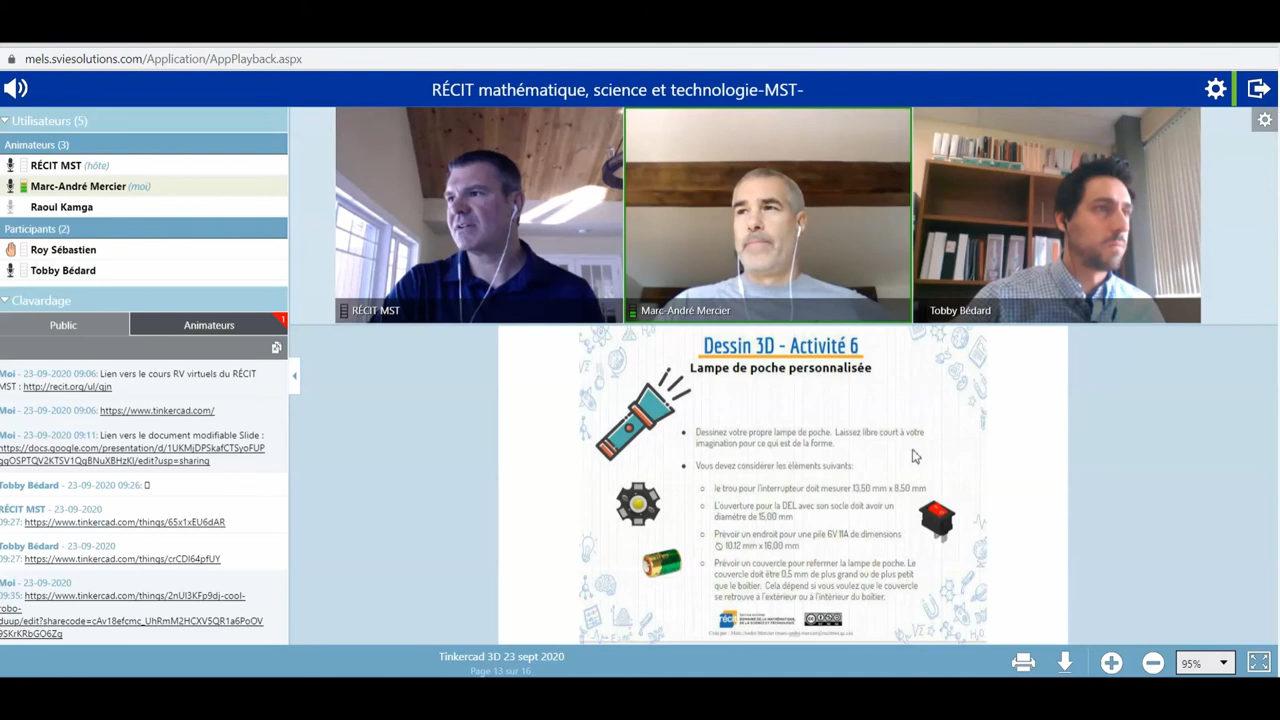 mels.sviesolutions.com/Application/AppPlayback.aspx
RÉCIT mathématique, science et technologie-MST-
Utilisateurs (5)
Animateurs (3)
RÉCIT MST (hôte)
Marc-André Mercier (moi)
Raoul Kamga
Participants (2)
Roy Sébastien
Tobby Bédard
Clavardage
Public
Animateurs
1
Moi - 23-09-2020 09:06: Lien vers le cours RV virtuels du RÉCIT
MST : http://recit.org/ul/qjn
Moi - 23-09-2020 09:06: https://www.tinkercad.com/
Moi - 23-09-2020 09:11: Lien vers le document modifiable Slide :
https://docs.google.com/presentation/d/1UKMjDPSkafCTSyoFUP
Tobby Bédard - 23-09-2020 09:26:
RÉCIT MST - 23-09-2020
09:27: https://www.tinkercad.com/things/65x1xEU6dAR
Tobby Bédard - 23-09-2020
09:27: https://www.tinkercad.com/things/crCDl64pfUY
Moi - 23-09-2020
09:35: https://www.tinkercad.com/things/2nUI3KFp9dj-cool-
robo-
RÉCIT MST
Marc-André Mercier
Tobby Bédard
Dessin 3D - Activité 6
Lampe de poche personnalisée
● Dessinez votre propre lampe de poche. Laissez libre court à votre
imagination pour ce qui est de la forme.
● Vous devez considérer les éléments suivants:
○ le trou pour l'interrupteur doit mesurer 13.50 mm x 8,50 mm
○ L'ouverture pour la DEL avec son socle doit avoir un
diamètre de 15,00 mm
○ Prévoir un endroit pour une pile 6V 11A de dimensions
⦰ 10.12 mm x 16,00 mm
○ Prévoir un couvercle pour refermer la lampe de poche. Le
couvercle doit être 0,5 mm de plus grand ou de plus petit
que le boitier. Cela dépend si vous voulez que le couvercle
se retrouve à l'extérieur ou à l'intérieur du boitier.
Tinkercad 3D 23 sept 2020
Page 13 sur 16
95%